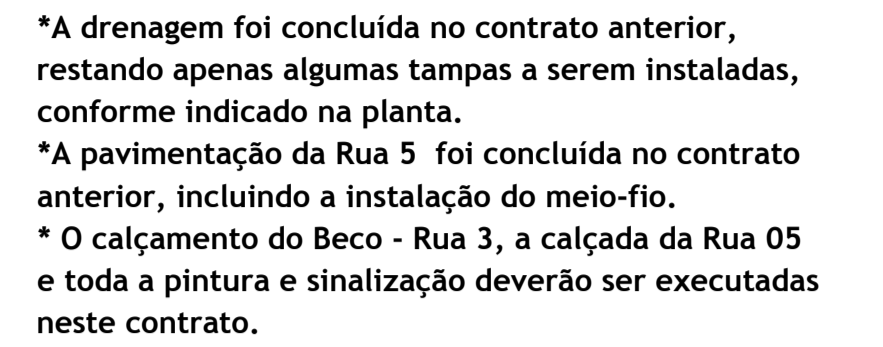 *A drenagem foi concluída no contrato anterior,
restando apenas algumas tampas a serem instaladas,
conforme indicado na planta.
*A pavimentação da Rua 5  foi concluída no contrato
anterior, incluindo a instalação do meio-fio.
* O calçamento do Beco - Rua 3, a calçada da Rua 05
e toda a pintura e sinalização deverão ser executadas
neste contrato.